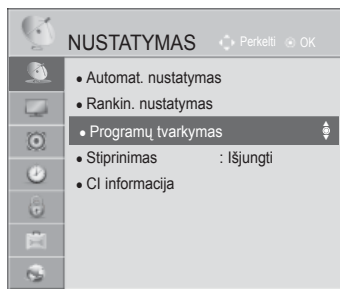 NUSTATYMAS Perkelti OK
• Automat. nustatymas
• Rankin. nustatymas
• Programų tvarkymas
• Stiprinimas : Išjungti
• CI informacija